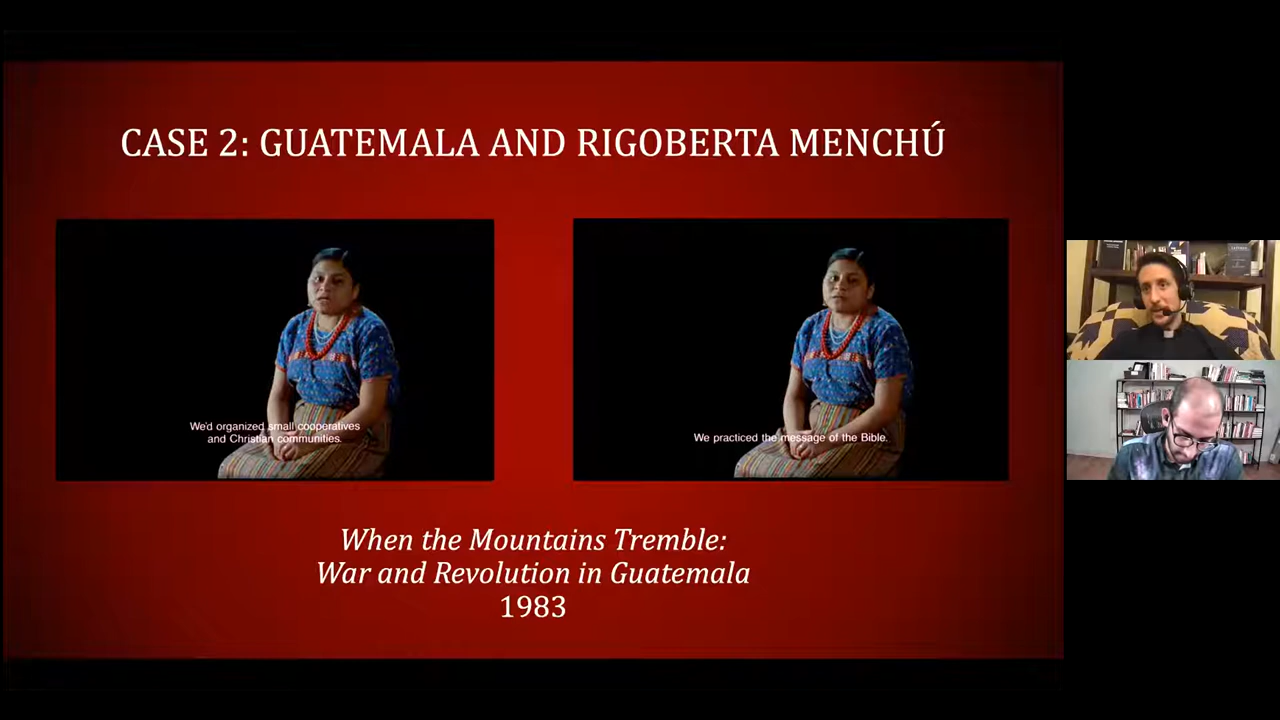 CASE 2: GUATEMALA AND RIGOBERTA MENCHÚ
We'd organized small cooperatives
and Christian communities.
We practiced the message of the Bible.
When the Mountains Tremble:
War and Revolution in Guatemala
1983